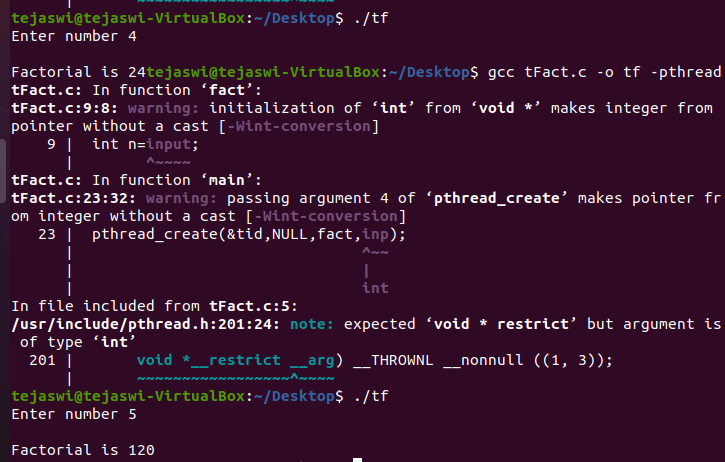 |       ~~~~~~~~~~~~~~~~~^~~~~
tejaswi@tejaswi-VirtualBox:~/Desktop$ ./tf
Enter number 4

Factorial is 24tejaswi@tejaswi-VirtualBox:~/Desktop$ gcc tFact.c -o tf -pthread
tFact.c: In function ‘fact’:
tFact.c:9:8: warning: initialization of ‘int’ from ‘void *’ makes integer from
pointer without a cast [-Wint-conversion]
    9 |  int n=input;
      |        ^~~~~
tFact.c: In function ‘main’:
tFact.c:23:32: warning: passing argument 4 of ‘pthread_create’ makes pointer fr
om integer without a cast [-Wint-conversion]
   23 |  pthread_create(&tid,NULL,fact,inp);
      |                                ^~~
      |                                |
      |                                int
In file included from tFact.c:5:
/usr/include/pthread.h:201:24: note: expected ‘void * restrict’ but argument is
 of type ‘int’
  201 |       void *__restrict __arg) __THROWNL __nonnull ((1, 3));
      |       ~~~~~~~~~~~~~~~~~^~~~~
tejaswi@tejaswi-VirtualBox:~/Desktop$ ./tf
Enter number 5

Factorial is 120